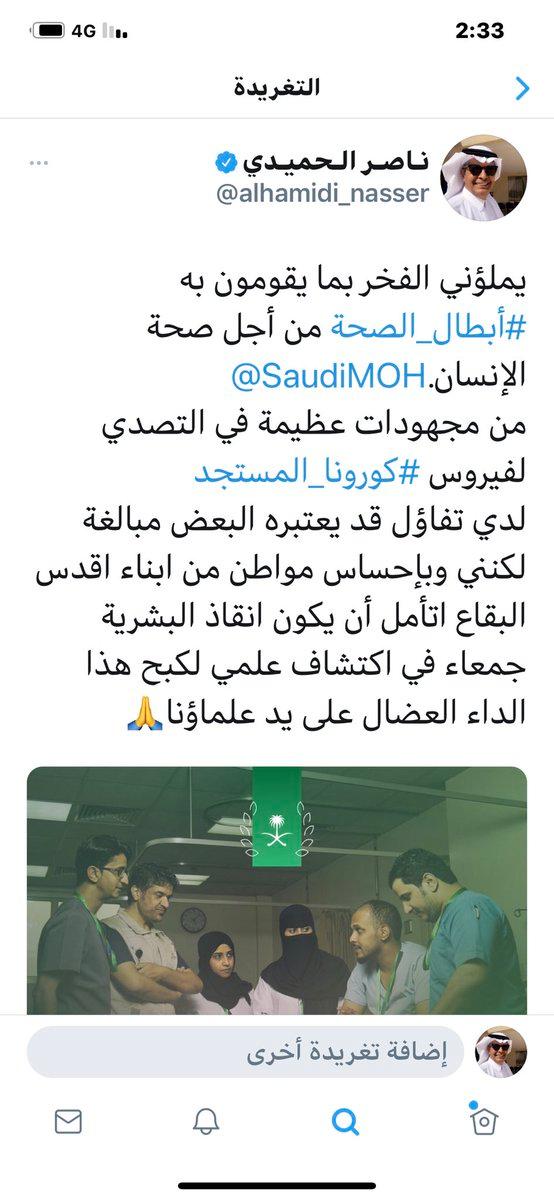 4G
2:33
التغريدة
ناصر الحميدي
@alhamidi_nasser
يملؤني الفخر بما يقومون به
#أبطال_الصحة من أجل صحة
الإنسان.@SaudiMOH
من مجهودات عظيمة في التصدي
لفيروس #كورونا_المستجد
لدي تفاؤل قد يعتبره البعض مبالغة
لكنني وبإحساس مواطن من ابناء اقدس
البقاع اتأمل أن يكون انقاذ البشرية
جمعاء في اكتشاف علمي لكبح هذا
الداء العضال على يد علماؤنا🙏
إضافة تغريدة أخرى